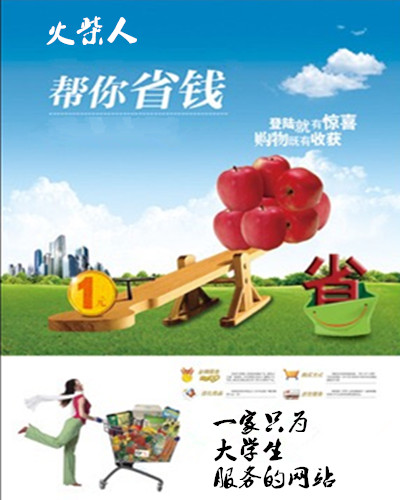 火柴人
帮你省钱
登陆就有惊喜
购物既有收获
1元
省
一家只为
大学生
服务的网站